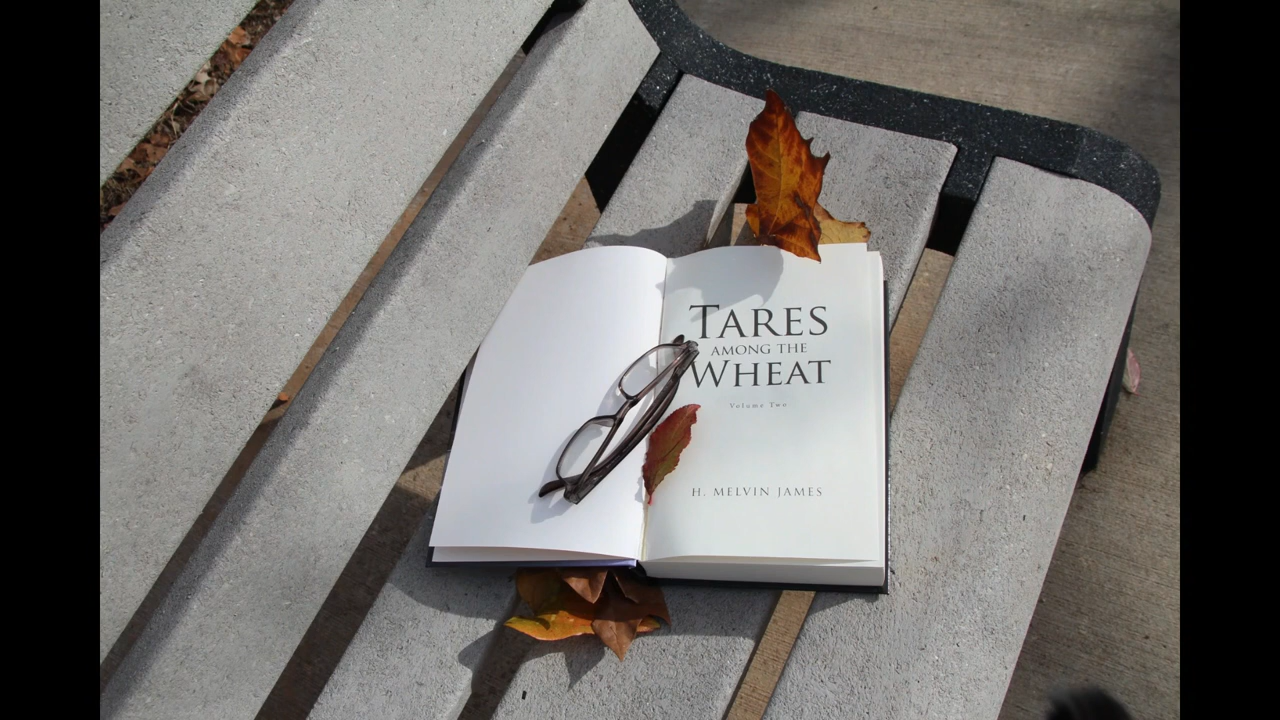 TARES
AMONG THE
WHEAT
Volume Two
H. MELVIN JAMES